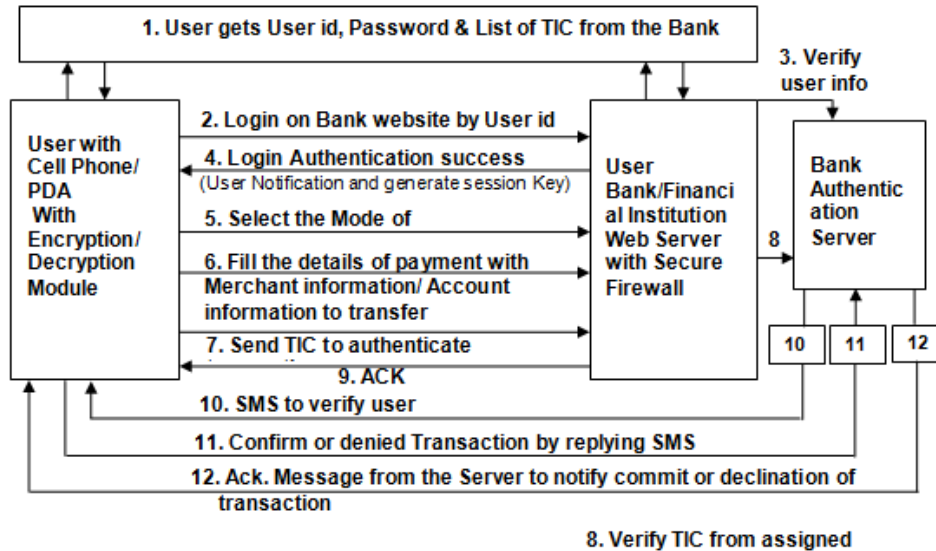 1. User gets User id, Password & List of TIC from the Bank
3. Verify
user info
User with
Cell Phone/
PDA
With
Encryption/
Decryption
Module
2. Login on Bank website by User id
4. Login Authentication success
(User Notification and generate session Key)
5. Select the Mode of
6. Fill the details of payment with
Merchant information/ Account
information to transfer
7. Send TIC to authenticate
9. ACK
User
Bank/Financi
al Institution
Web Server
with Secure
Firewall
8
Bank
Authentic
ation
Server
10
11
12
10. SMS to verify user
11. Confirm or denied Transaction by replying SMS
12. Ack. Message from the Server to notify commit or declination of
transaction
8. Verify TIC from assigned